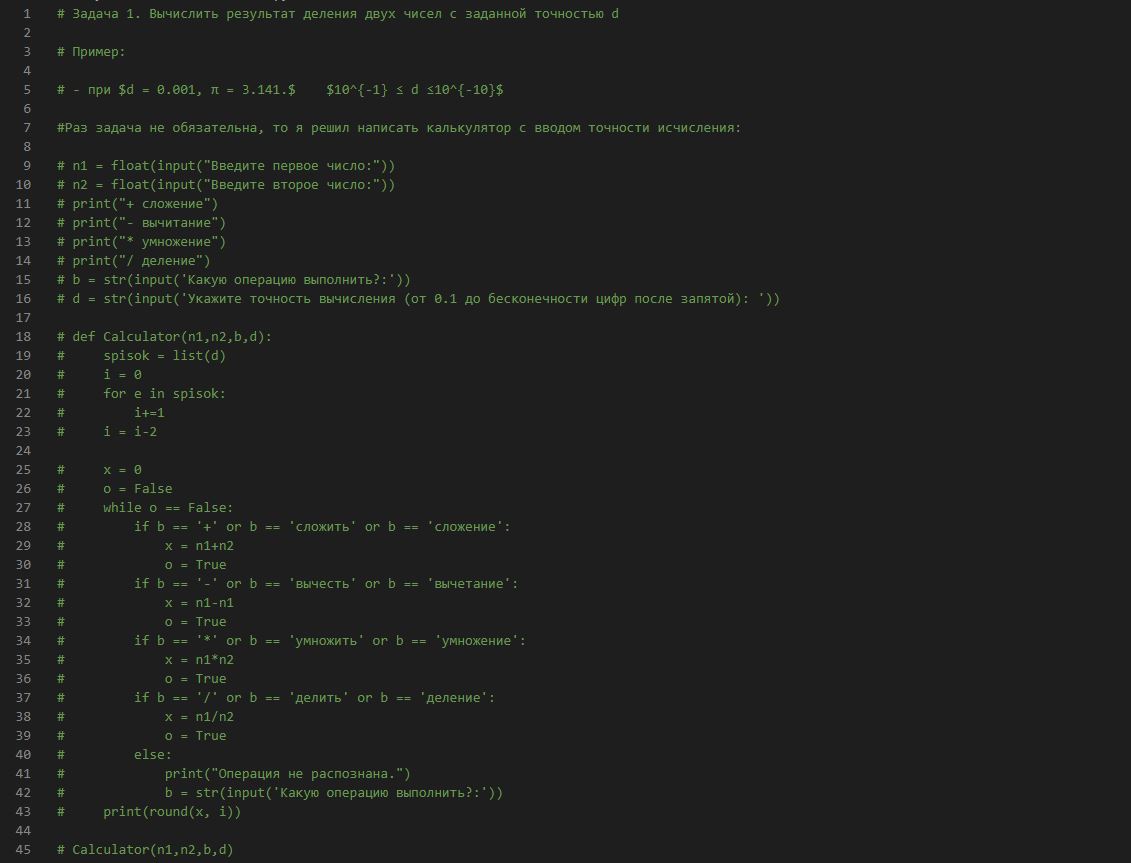 1 # Задача 1. Вычислить результат деления двух чисел с заданной точностью d
2
3 # Пример:
4
5 # - при $d = 0.001, π = 3.141.$    $10^{-1} ≤ d ≤10^{-10}$
6
7 #Раз задача не обязательна, то я решил написать калькулятор с вводом точности исчисления:
8
9 # n1 = float(input("Введите первое число:"))
10 # n2 = float(input("Введите второе число:"))
11 # print("+ сложение")
12 # print("- вычитание")
13 # print("* умножение")
14 # print("/ деление")
15 # b = str(input('Какую операцию выполнить?:'))
16 # d = str(input('Укажите точность вычисления (от 0.1 до бесконечности цифр после запятой): '))
17
18 # def Calculator(n1,n2,b,d):
19 #     spisok = list(d)
20 #     i = 0
21 #     for e in spisok:
22 #         i+=1
23 #     i = i-2
24
25 #     x = 0
26 #     o = False
27 #     while o == False:
28 #         if b == '+' or b == 'сложить' or b == 'сложение':
29 #             x = n1+n2
30 #             o = True
31 #         if b == '-' or b == 'вычесть' or b == 'вычетание':
32 #             x = n1-n1
33 #             o = True
34 #         if b == '*' or b == 'умножить' or b == 'умножение':
35 #             x = n1*n2
36 #             o = True
37 #         if b == '/' or b == 'делить' or b == 'деление':
38 #             x = n1/n2
39 #             o = True
40 #         else:
41 #             print("Операция не распознана.")
42 #             b = str(input('Какую операцию выполнить?:'))
43 #     print(round(x, i))
44
45 # Calculator(n1,n2,b,d)